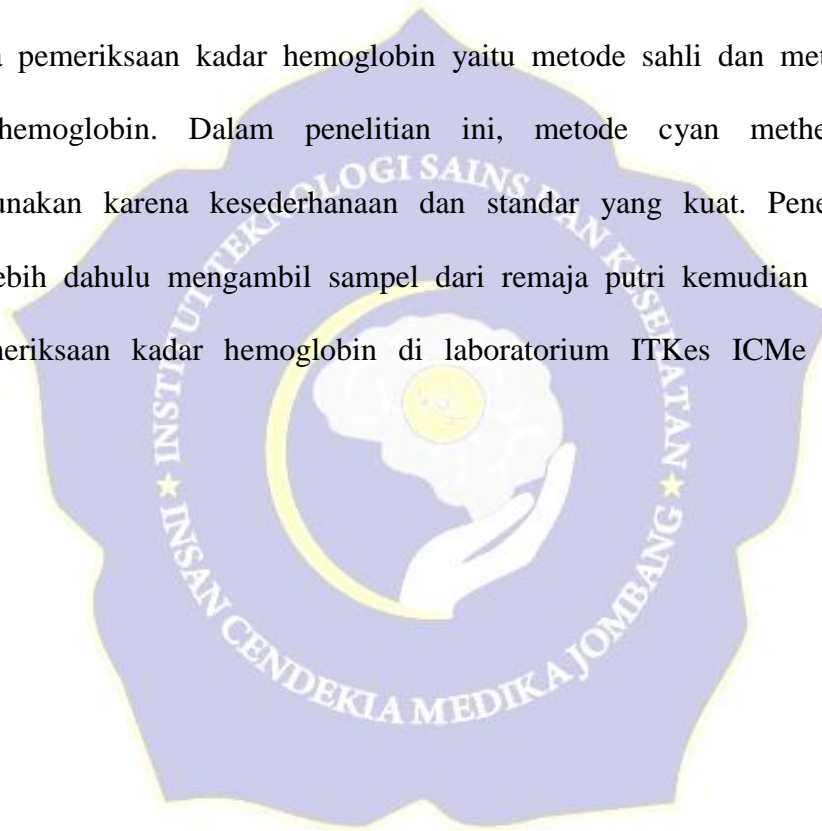 a pemeriksaan kadar hemoglobin yaitu metode sahli dan met
hemoglobin. Dalam penelitian ini, metode cyan methe
unakan karena kesederhanaan dan standar yang kuat. Pene
ebih dahulu mengambil sampel dari remaja putri kemudian
neriksaan kadar hemoglobin di laboratorium ITKes ICMe
INSTITUT TEKNOLOGI SAINS DAN KESEHATAN
INSAN CENDEKIA MEDIKA JOMBANG